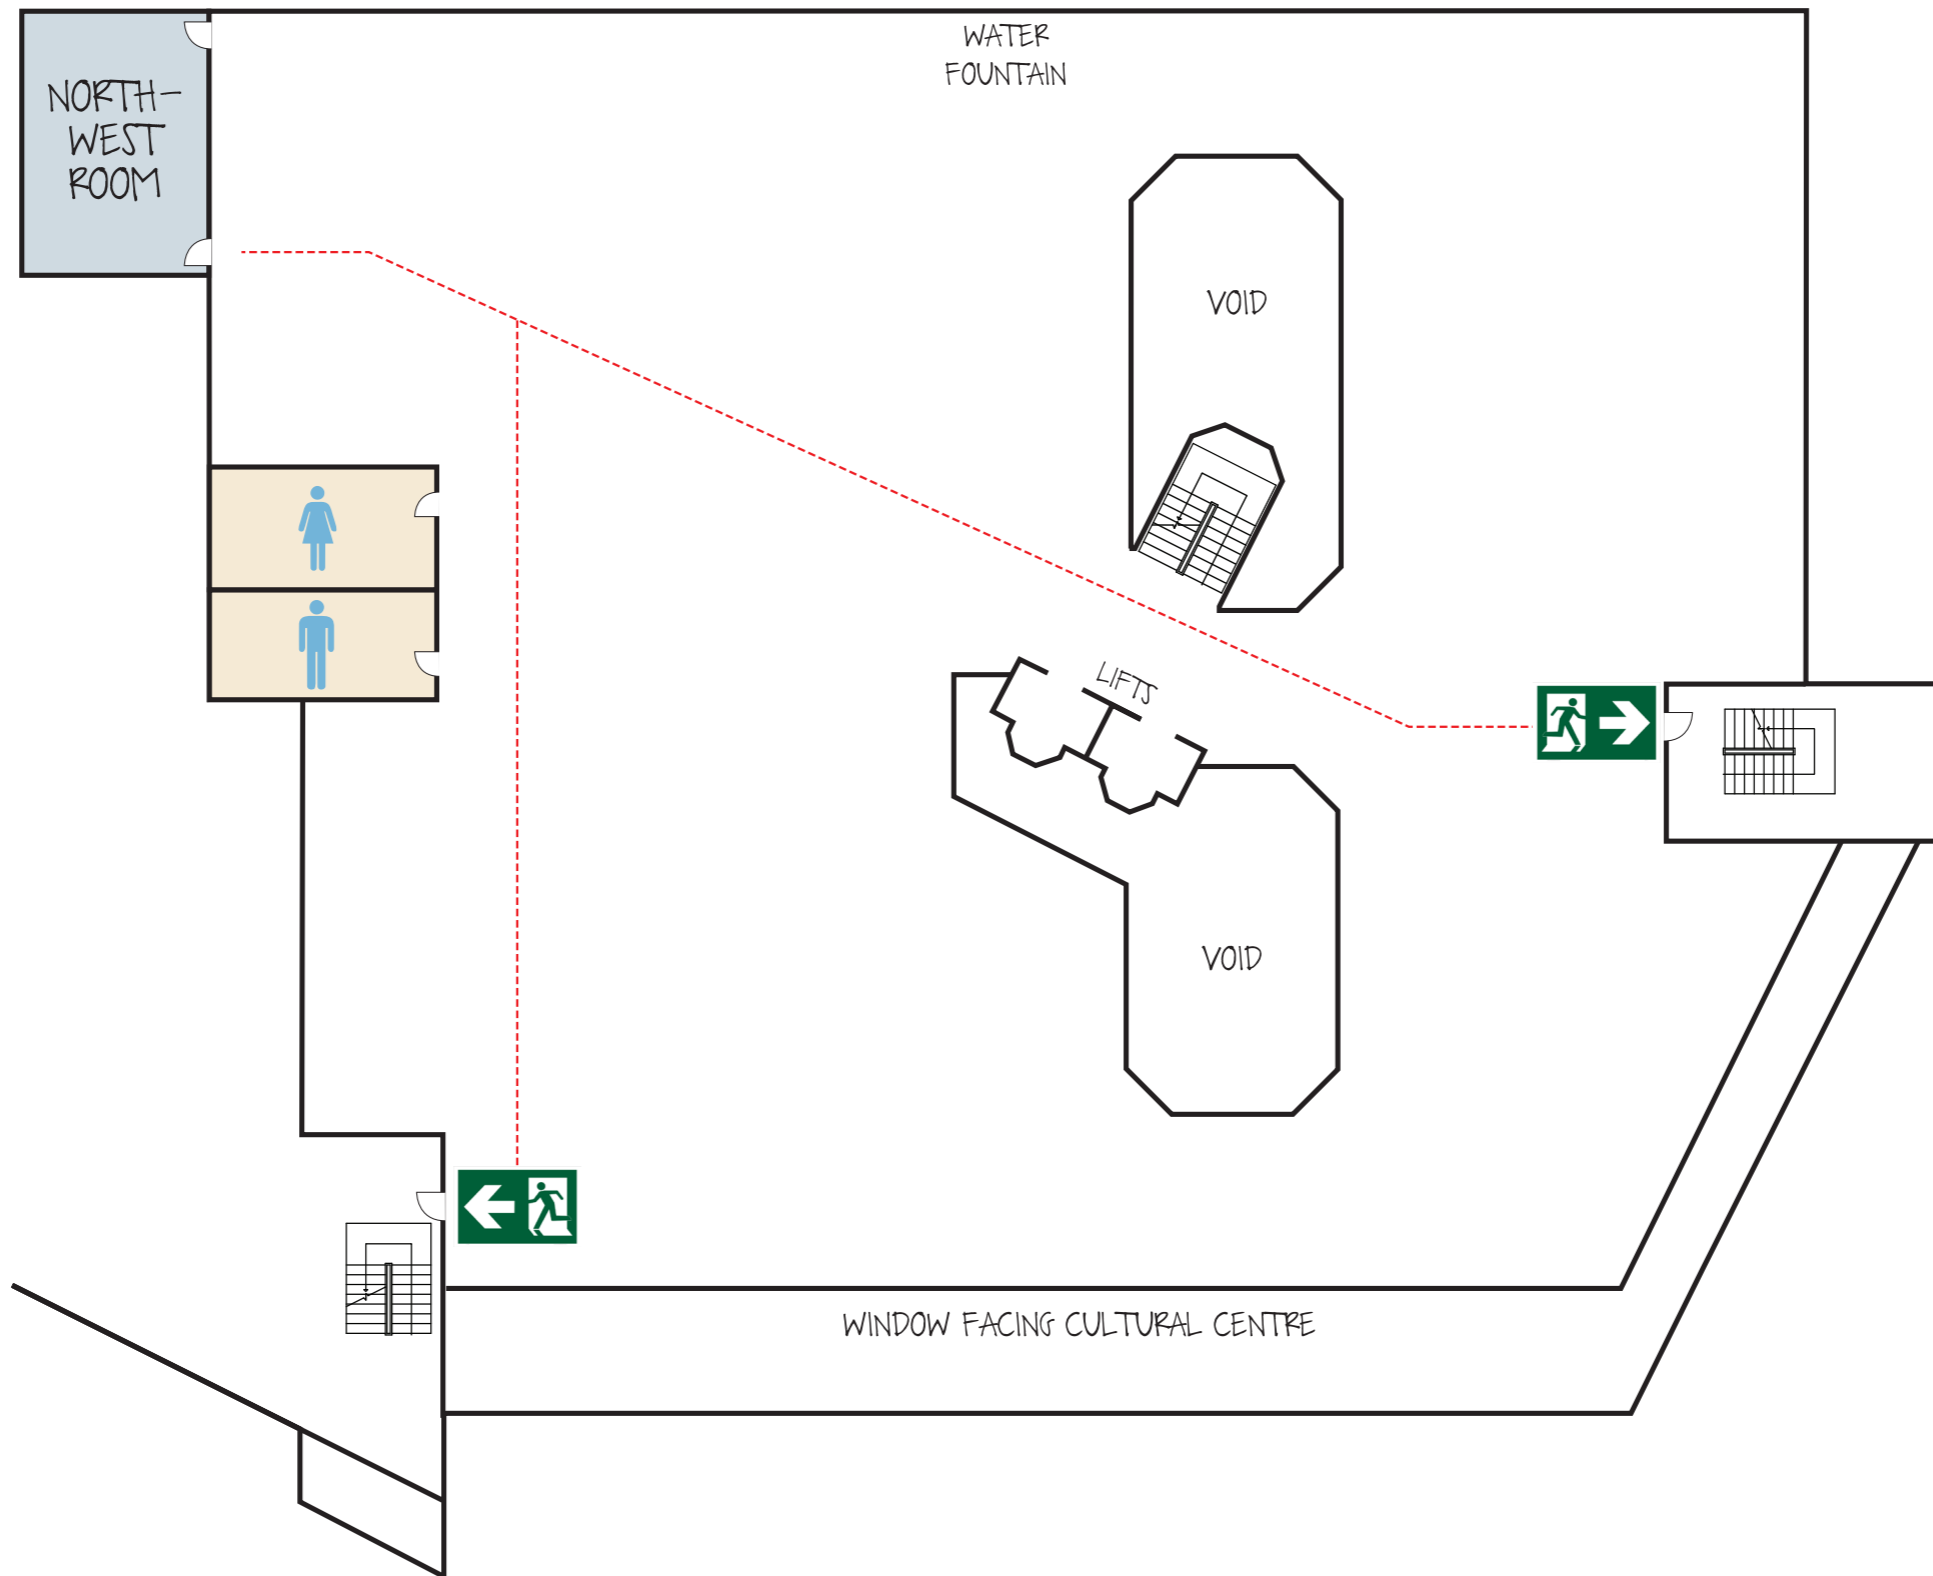 WATER
FOUNTAIN
NORTH-
WEST
ROOM
VOID
LIFTS
VOID
WINDOW FACING CULTURAL CENTRE